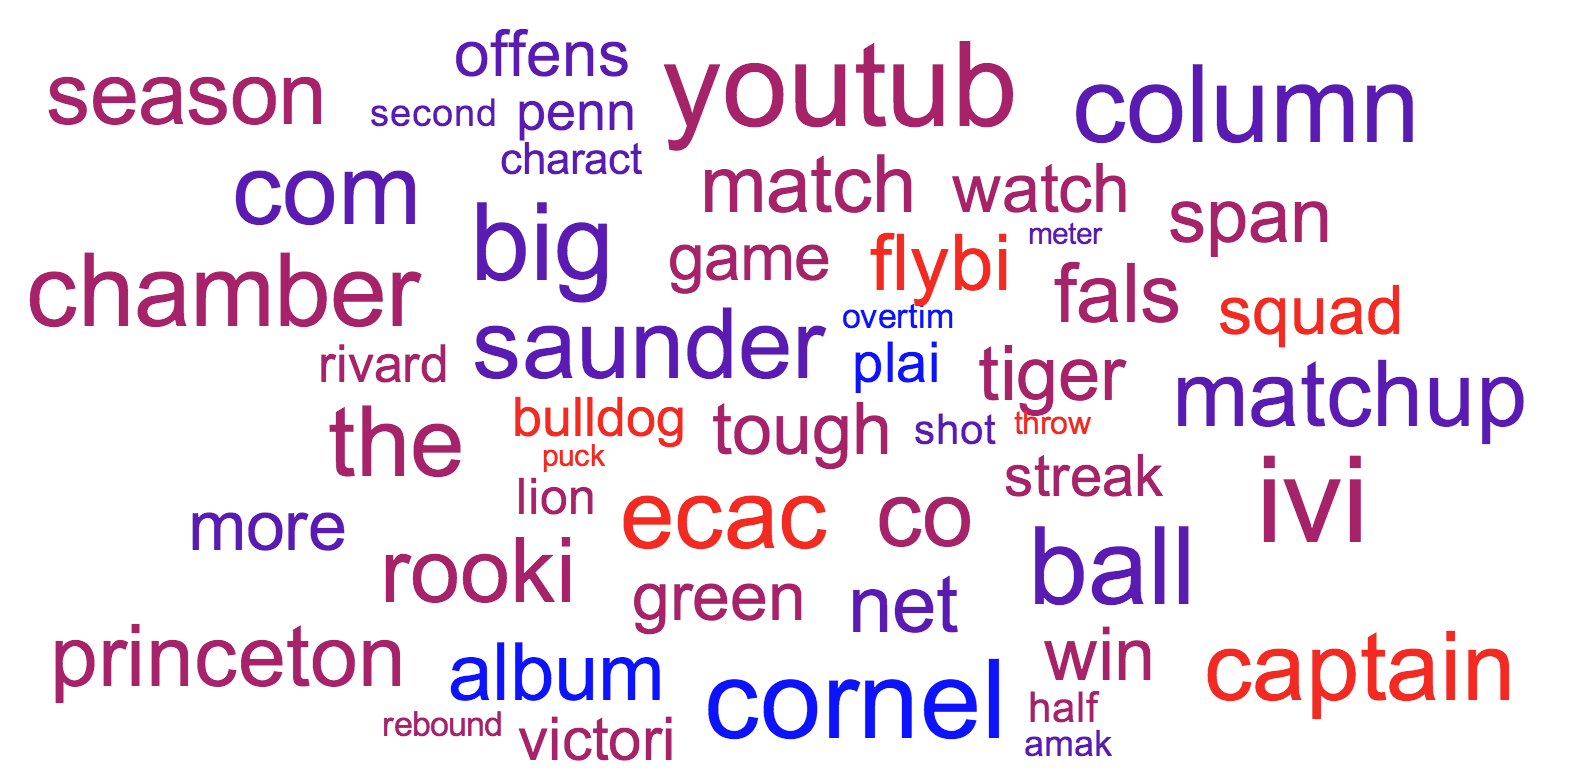 offens
season
second penn
youtub
column
charact
com
match
watch
span
big
game
flybi
meter
chamber
fals
squad
saunder
overtim
rivard
plai
tiger
matchup
the
bulldog
tough
shot
throw
puck
streak
ivi
more
lion
ecac
co
rooki
green
net
ball
princeton
album
cornel
win
captain
rebound
victori
half
amak